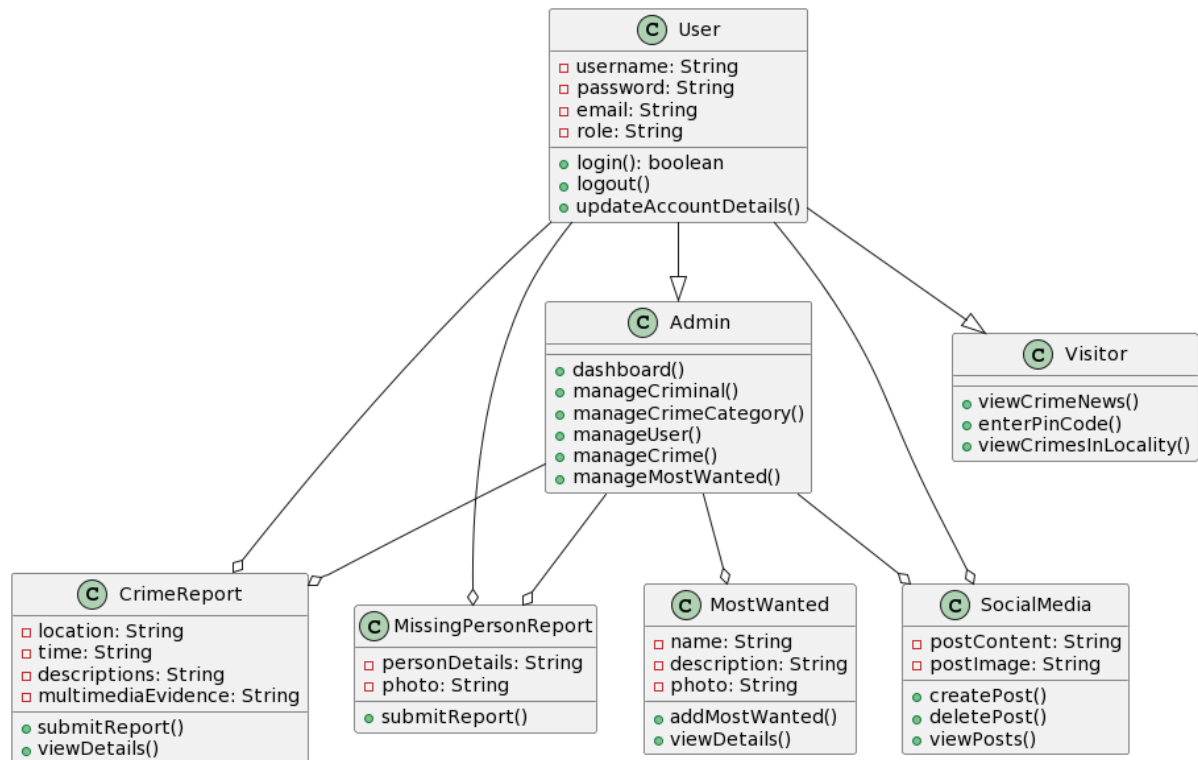 C User
username: String
password: String
email: String
role: String
login(): boolean
logout()
updateAccountDetails()
C Admin
dashboard()
manageCriminal()
manageCrimeCategory()
manageUser()
manageCrime()
manageMostWanted()
C Visitor
viewCrimeNews()
enterPinCode()
viewCrimesInLocality()
C CrimeReport
location: String
time: String
descriptions: String
multimediaEvidence: String
submitReport()
viewDetails()
C MissingPersonReport
personDetails: String
photo: String
submitReport()
C MostWanted
name: String
description: String
photo: String
addMostWanted()
viewDetails()
C SocialMedia
postContent: String
postImage: String
createPost()
deletePost()
viewPosts()